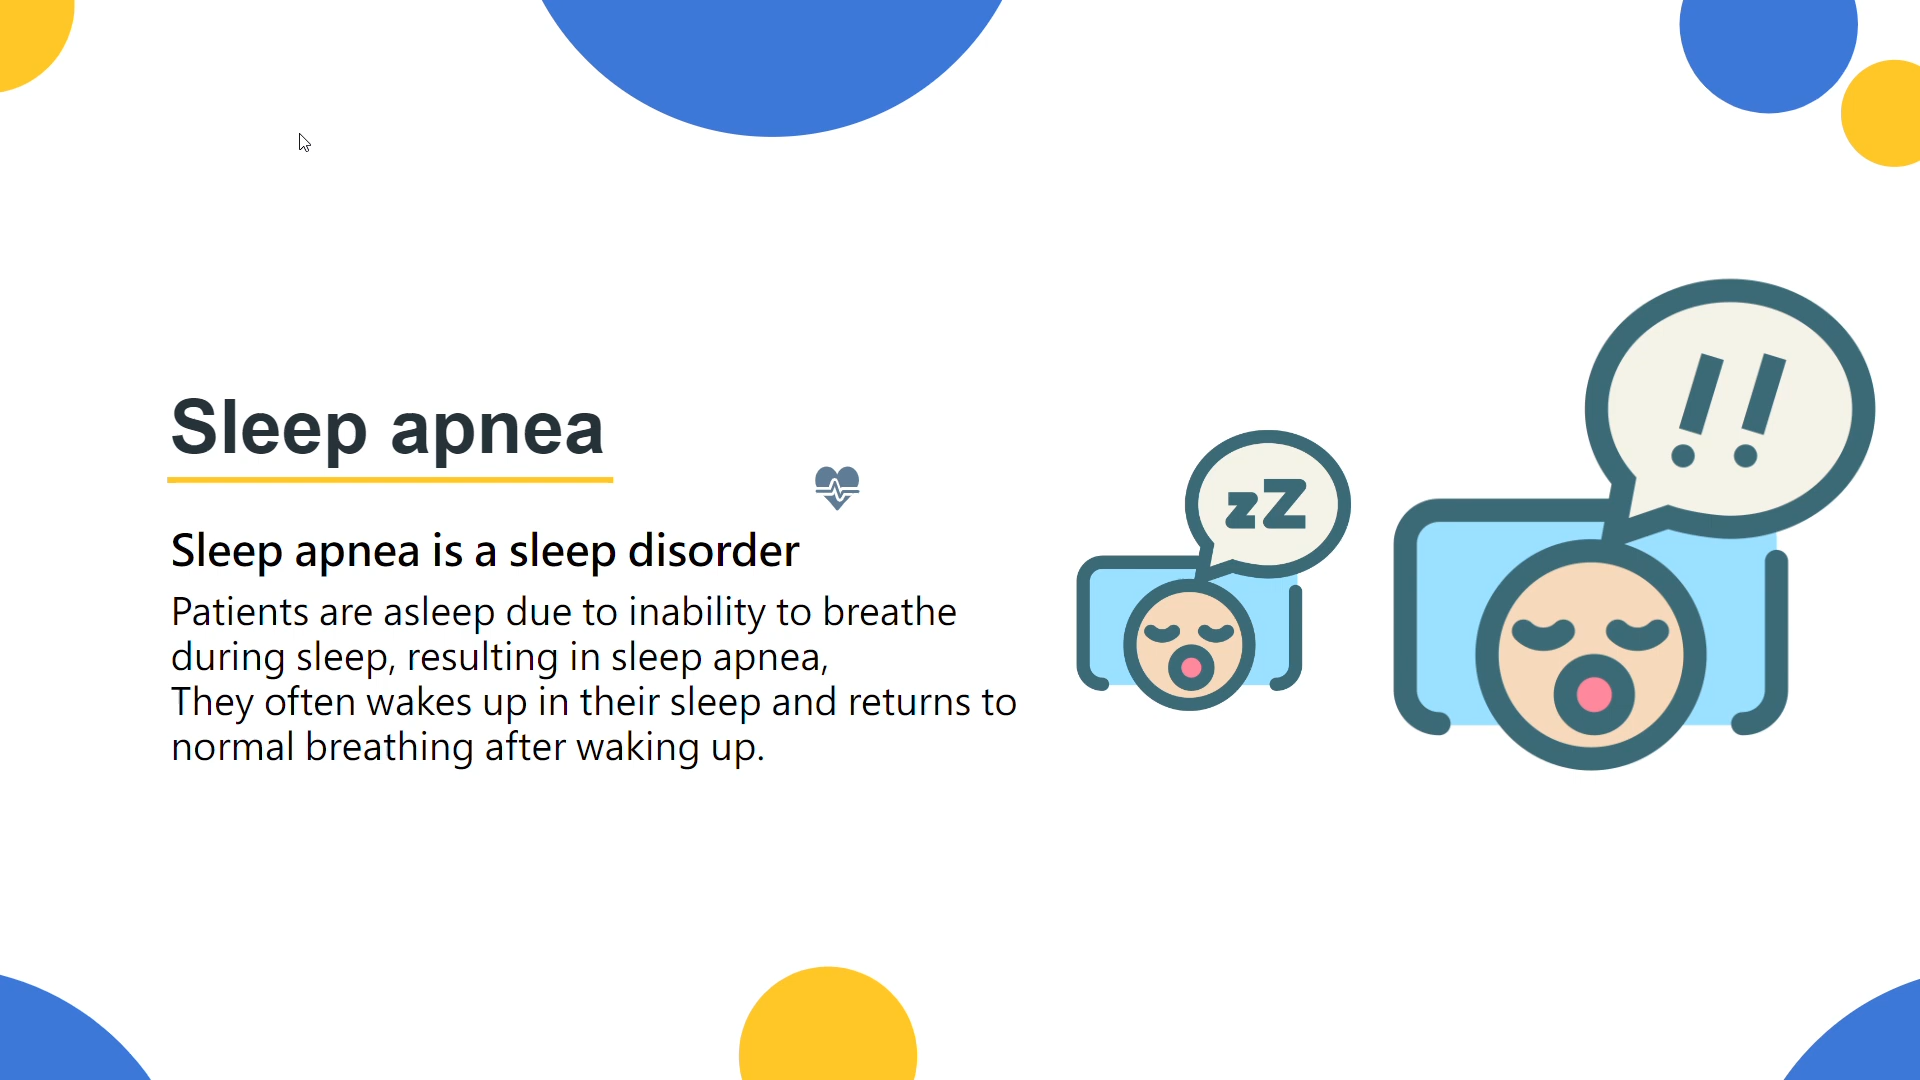 Sleep apnea
Sleep apnea is a sleep disorder
Patients are asleep due to inability to breathe
during sleep, resulting in sleep apnea,
They often wakes up in their sleep and returns to
normal breathing after waking up.
zZ
!!